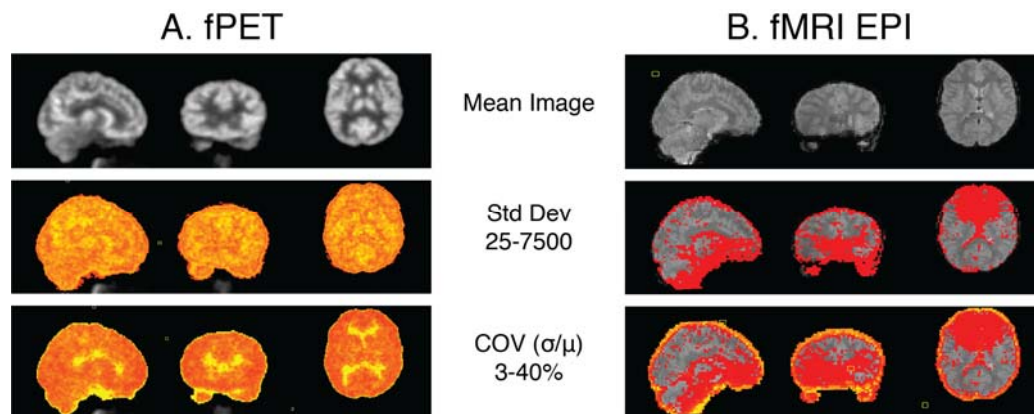 A. fPET
B. fMRI EPI
Mean Image
Std Dev
25-7500
COV (σ/μ)
3-40%